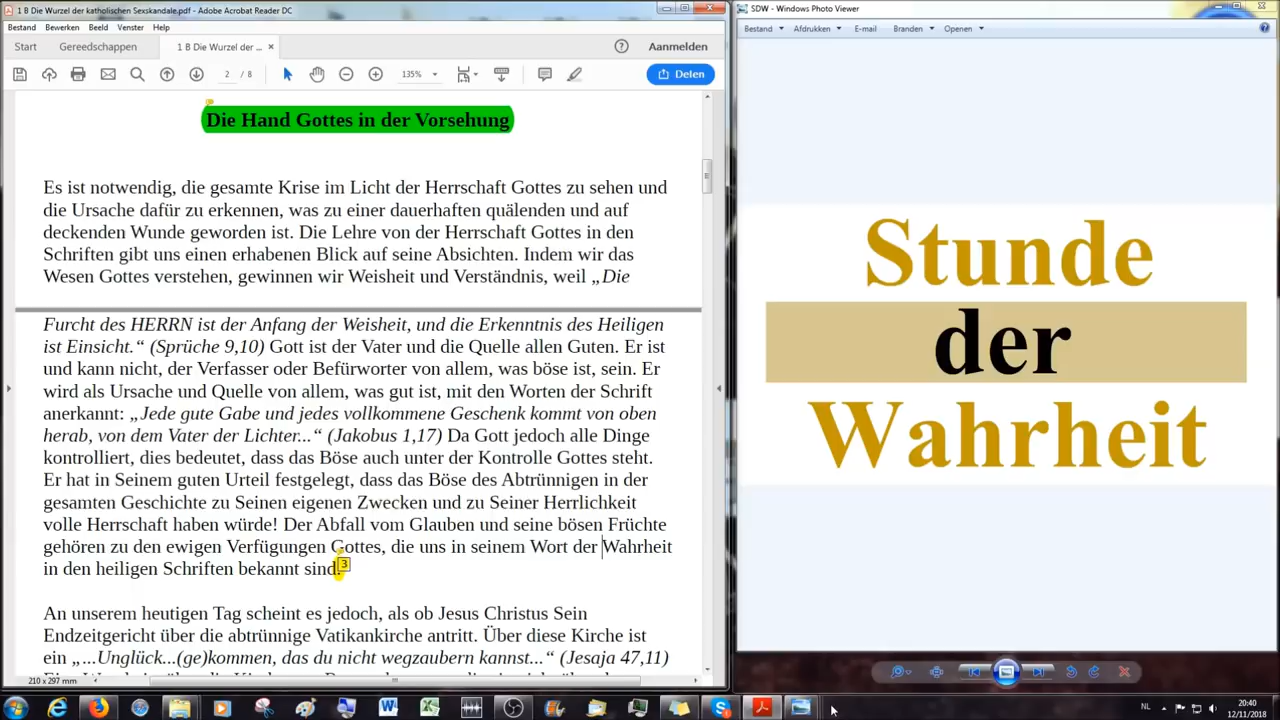 1 B Die Wurzel der katholischen Sexskandale.pdf - Adobe Acrobat Reader DC
Bestand Bewerken Beeld Venster Help
Start Gereedschappen 1 B Die Wurzel der ... × Aanmelden
2 / 8 135% Delen
Die Hand Gottes in der Vorsehung
Es ist notwendig, die gesamte Krise im Licht der Herrschaft Gottes zu sehen und
die Ursache dafür zu erkennen, was zu einer dauerhaften quälenden und auf
deckenden Wunde geworden ist. Die Lehre von der Herrschaft Gottes in den
Schriften gibt uns einen erhabenen Blick auf seine Absichten. Indem wir das
Wesen Gottes verstehen, gewinnen wir Weisheit und Verständnis, weil „Die
Furcht des HERRN ist der Anfang der Weisheit, und die Erkenntnis des Heiligen
ist Einsicht.“ (Sprüche 9,10) Gott ist der Vater und die Quelle allen Guten. Er ist
und kann nicht, der Verfasser oder Befürworter von allem, was böse ist, sein. Er
wird als Ursache und Quelle von allem, was gut ist, mit den Worten der Schrift
anerkannt: „Jede gute Gabe und jedes vollkommene Geschenk kommt von oben
herab, von dem Vater der Lichter...“ (Jakobus 1,17) Da Gott jedoch alle Dinge
kontrolliert, dies bedeutet, dass das Böse auch unter der Kontrolle Gottes steht.
Er hat in Seinem guten Urteil festgelegt, dass das Böse des Abtrünnigen in der
gesamten Geschichte zu Seinen eigenen Zwecken und zu Seiner Herrlichkeit
volle Herrschaft haben würde! Der Abfall vom Glauben und seine bösen Früchte
gehören zu den ewigen Verfügungen Gottes, die uns in seinem Wort der Wahrheit
in den heiligen Schriften bekannt sind.3
An unserem heutigen Tag scheint es jedoch, als ob Jesus Christus Sein
Endzeitgericht über die abtrünnige Vatikankirche antritt. Über diese Kirche ist
ein „...Unglück...(ge)kommen, das du nicht wegzaubern kannst...“ (Jesaja 47,11)
210 x 297 mm
SDW - Windows Photo Viewer
Bestand Afdrukken E-mail Branden Openen
Stunde
der
Wahrheit
NL 20:40
12/11/2018